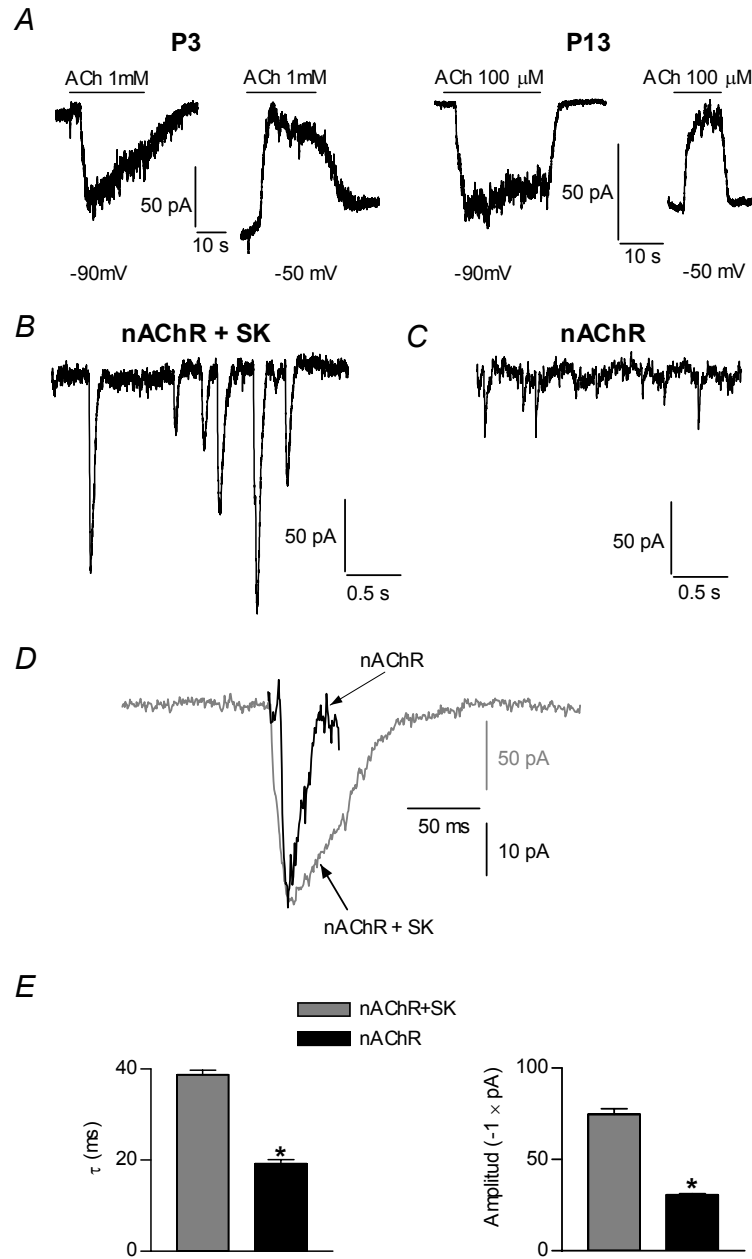 A
P3
P13
ACh 1mM
ACh 1mM
ACh 100 μM
ACh 100 μM
50 pA
10 s
50 pA
10 s
-90mV
-50 mV
-90mV
-50 mV
B
nAChR + SK
C
nAChR
50 pA
0.5 s
50 pA
0.5 s
D
nAChR
50 pA
50 ms
10 pA
nAChR + SK
E
nAChR+SK
nAChR
40
20
0
τ (ms)
*
100
50
0
Amplitud (-1 × pA)
*